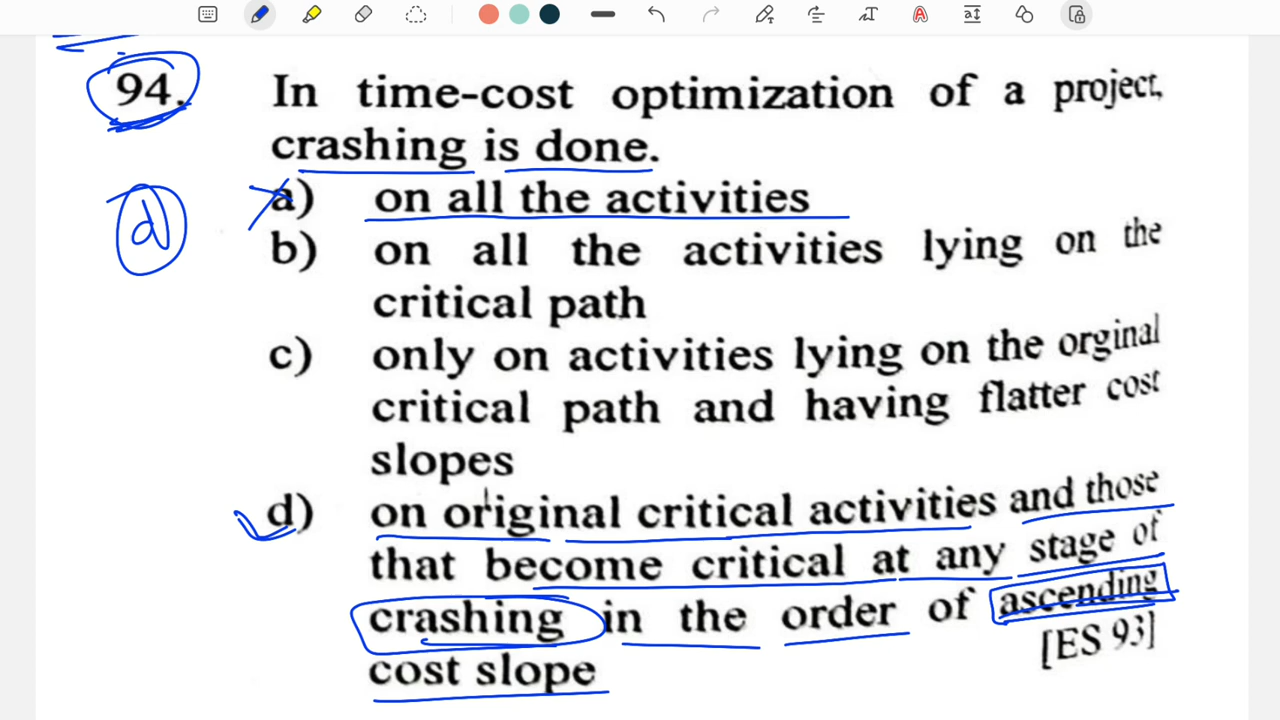 94. In time-cost optimization of a project,
crashing is done.
a) on all the activities
d
b) on all the activities lying on the
critical path
c) only on activities lying on the orginal
critical path and having flatter cost
slopes
d) on original critical activities and those
that become critical at any stage of
crashing in the order of ascending
cost slope [ES 93]